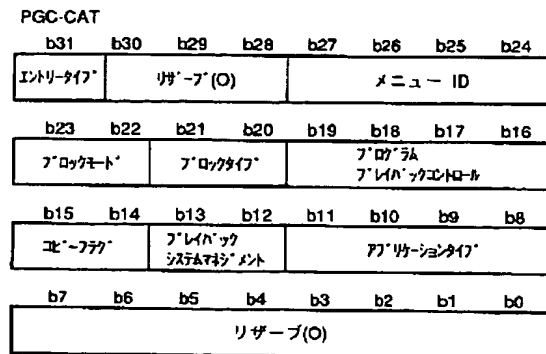 PGC-CAT
b31 b30 b29 b28 b27 b26 b25 b24
エントリータイプ リザーブ(O) メニュー ID
b23 b22 b21 b20 b19 b18 b17 b16
ブロックモード ブロックタイプ プログラム
プレイバックコントロール
b15 b14 b13 b12 b11 b10 b9 b8
コピーフラグ プレイバック
システムマネジメント アプリケーションタイプ
b7 b6 b5 b4 b3 b2 b1 b0
リザーブ(O)